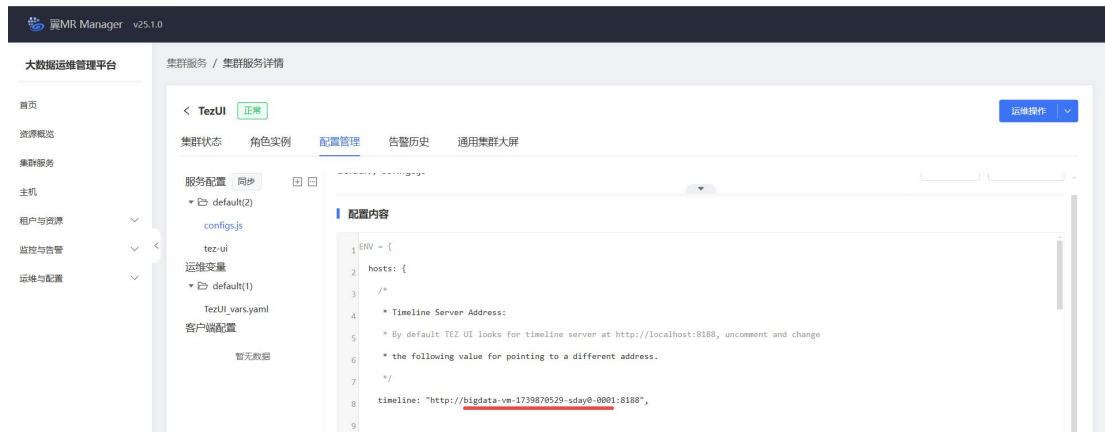 翼MR Manager v25.1.0
大数据运维管理平台
集群服务 / 集群服务详情
首页
资源概览
集群服务
主机
租户与资源
监控与告警
运维与配置
< TezUI 正常
运维操作
集群状态 角色实例 配置管理 告警历史 通用集群大屏
服务配置 同步
default(2)
configs.js
tez-ui
运维变量
default(1)
TezUI_vars.yaml
客户端配置
暂无数据
配置内容
1 ENV = {
2 hosts: {
3 /*
4 * Timeline Server Address:
5 * By default TEZ UI looks for timeline server at http://localhost:8188, uncomment and change
6 * the following value for pointing to a different address.
7 */
8 timeline: "http://bigdata-vm-1739870529-sday0-0001:8188",
9